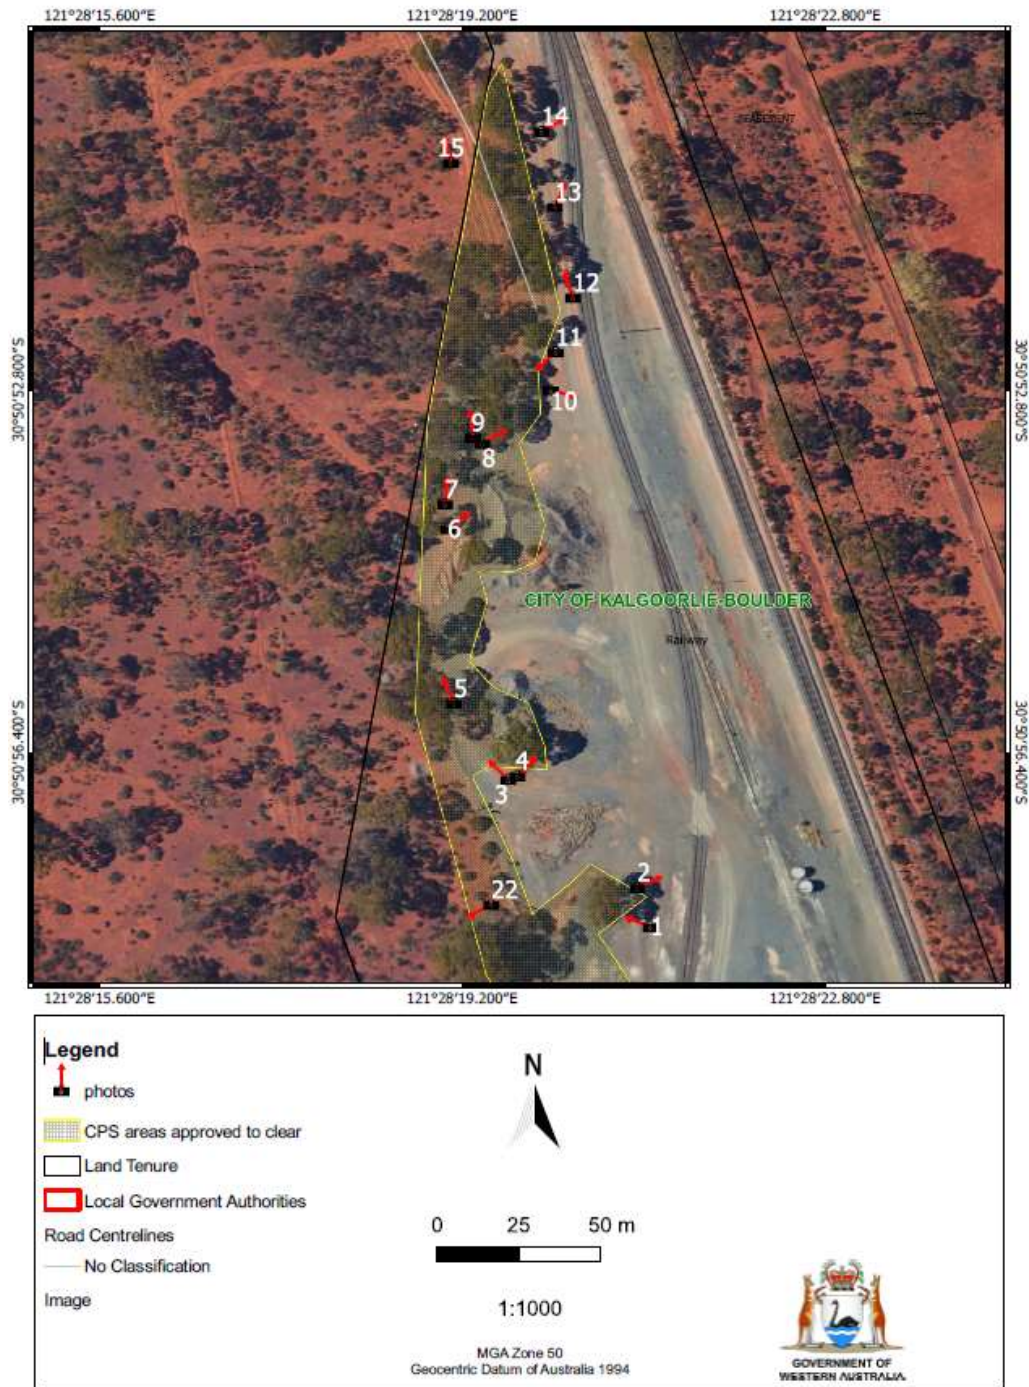 121°28'15.600"E 121°28'19.200"E 121°28'22.800"E
14
EASEMENT
15
13
12
11
30°50'52.800"S 30°50'52.800"S
10
9
8
7
6
CITY OF KALGOORLIE-BOULDER
Railway
5
30°50'56.400"S 30°50'56.400"S
4
3
2
22
1
121°28'15.600"E 121°28'19.200"E 121°28'22.800"E
Legend
photos
CPS areas approved to clear
Land Tenure
Local Government Authorities
Road Centrelines
No Classification
Image
N
0 25 50 m
1:1000
MGA Zone 50
Geocentric Datum of Australia 1994
GOVERNMENT OF
WESTERN AUSTRALIA